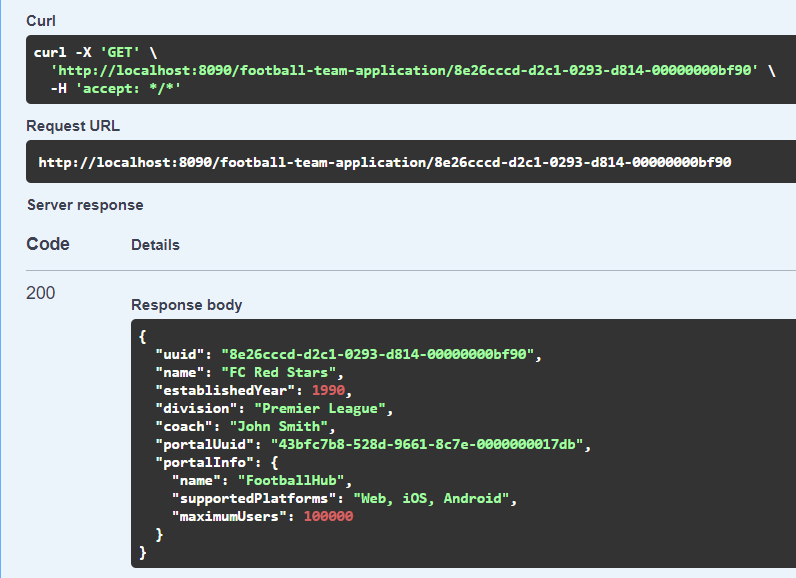 Curl
curl -X 'GET' \
  'http://localhost:8090/football-team-application/8e26cccd-d2c1-0293-d814-00000000bf90' \
  -H 'accept: */*'
Request URL
http://localhost:8090/football-team-application/8e26cccd-d2c1-0293-d814-00000000bf90
Server response
Code Details
200
Response body
{
  "uuid": "8e26cccd-d2c1-0293-d814-00000000bf90",
  "name": "FC Red Stars",
  "establishedYear": 1990,
  "division": "Premier League",
  "coach": "John Smith",
  "portalUuid": "43bfc7b8-528d-9661-8c7e-0000000017db",
  "portalInfo": {
    "name": "FootballHub",
    "supportedPlatforms": "Web, iOS, Android",
    "maximumUsers": 100000
  }
}